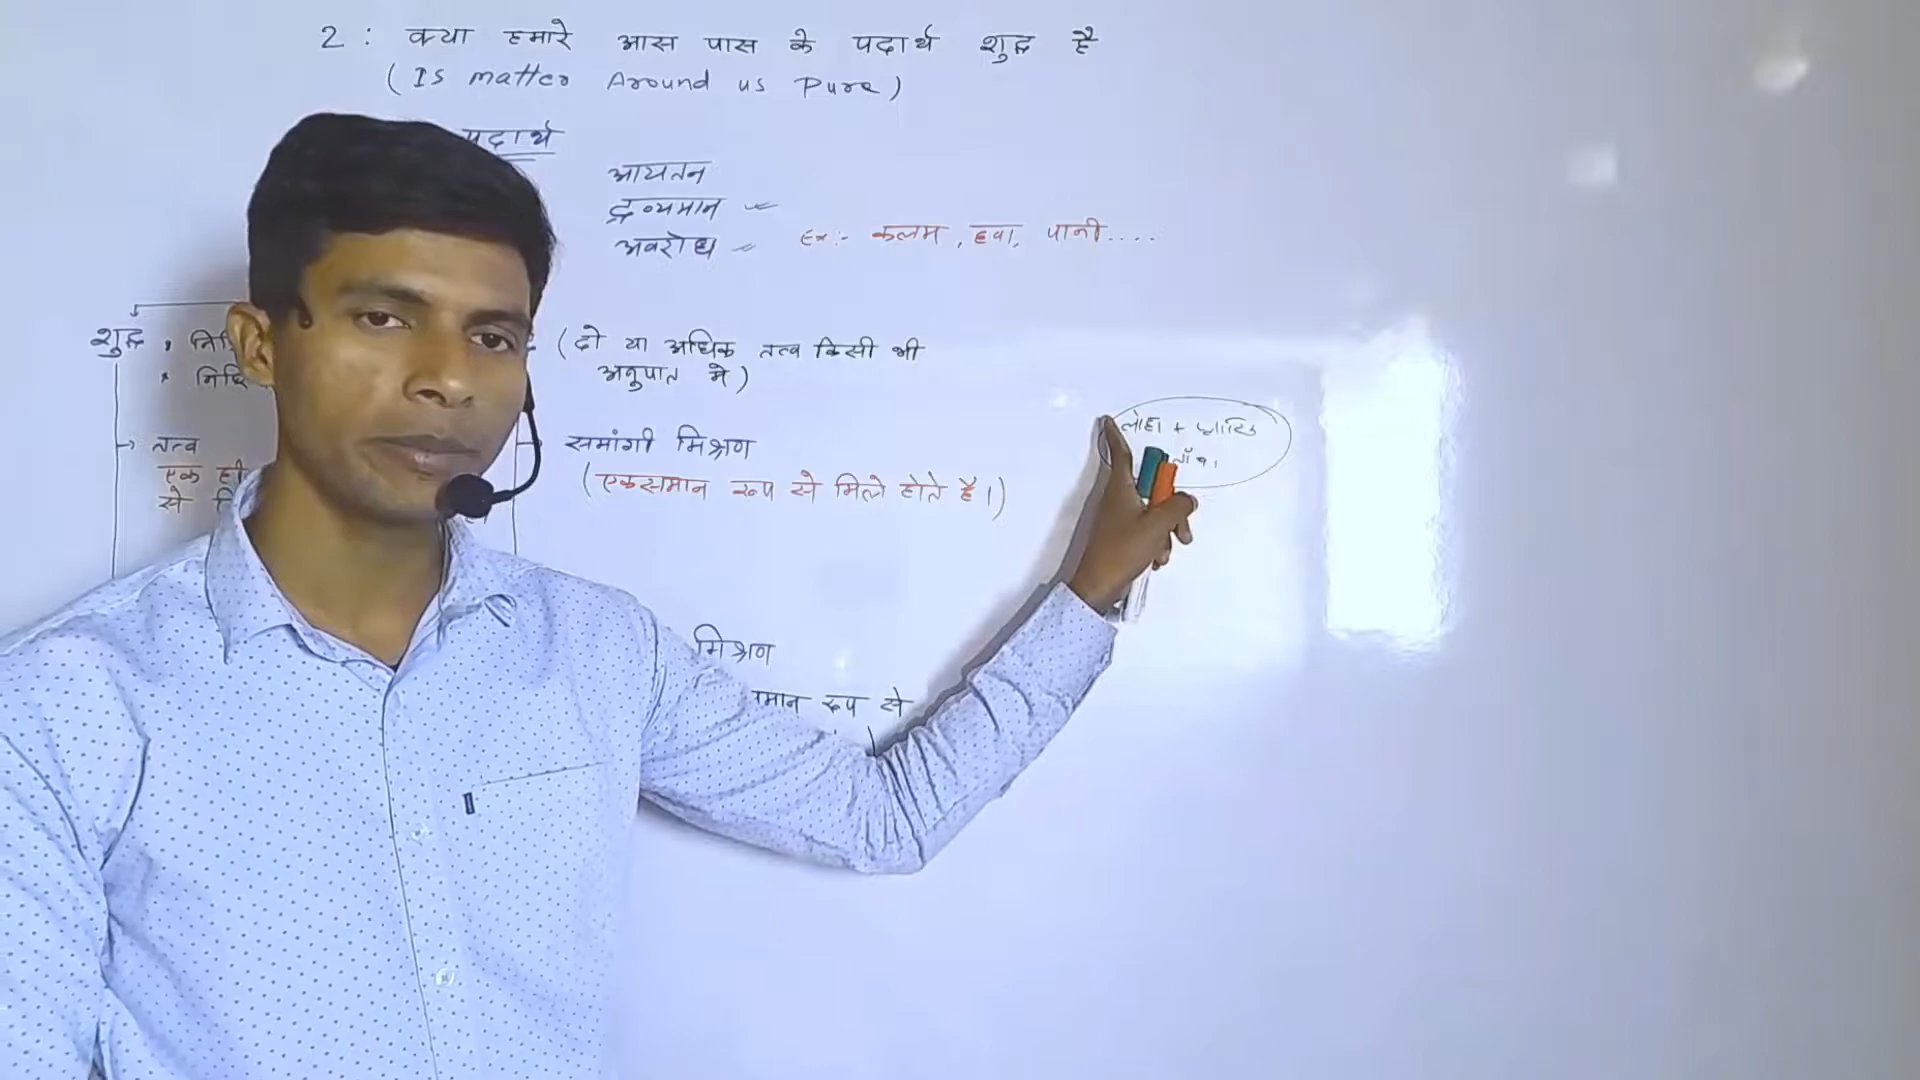 2 : क्या हमारे आस पास के पदार्थ शुद्ध है
(Is matter Around us Pure)
पदार्थ
आयतन
द्रव्यमान
अवरोध
Ex:- कलम, हवा, पानी....
शुद्ध
(दो या अधिक तत्व किसी भी
अनुपात मे)
तत्व
एक ही
से
समांगी मिश्रण
(एकसमान रूप से मिले होते है।)
लोहा +
मिश्रण
रूप से